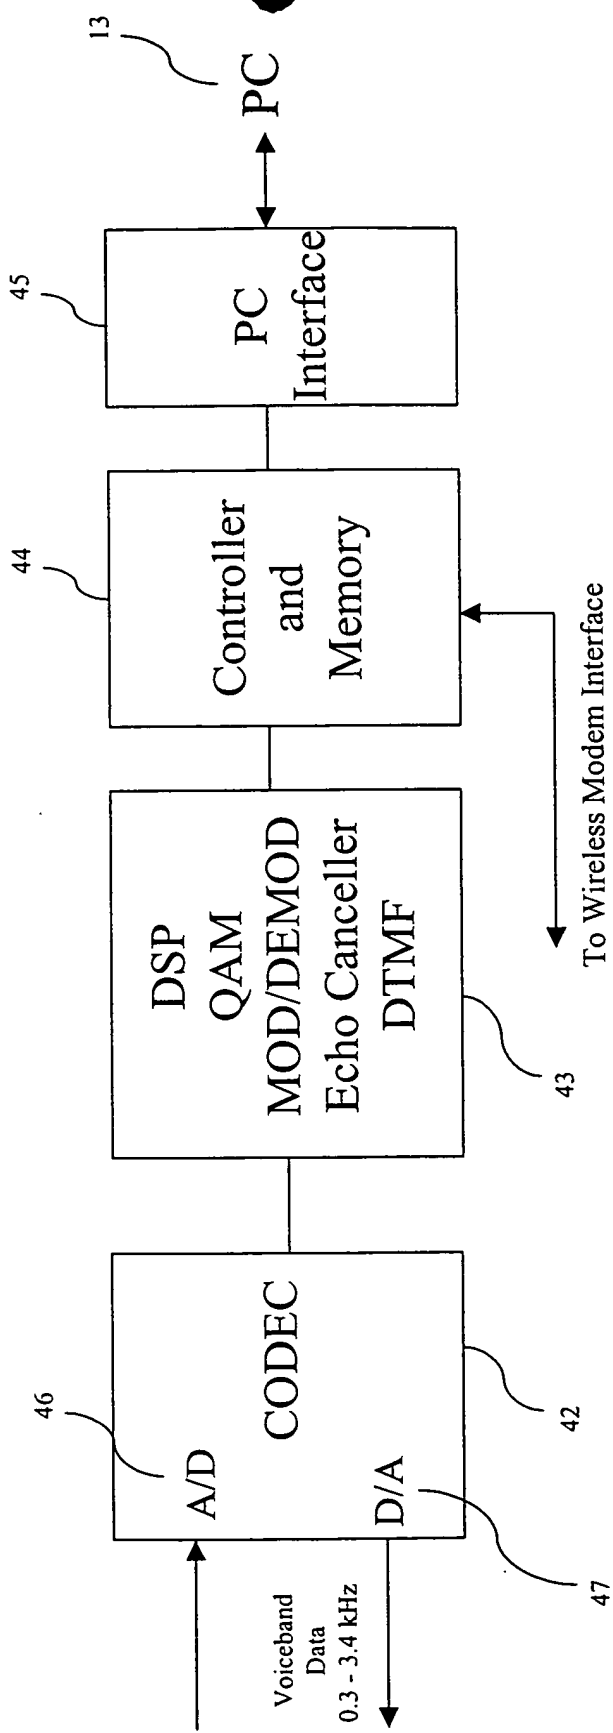 Voiceband
Data
0.3 - 3.4 kHz
46
A/D
CODEC
D/A
47
42
DSP
QAM
MOD/DEMOD
Echo Canceller
DTMF
43
44
Controller
and
Memory
To Wireless Modem Interface
45
PC
Interface
13
PC